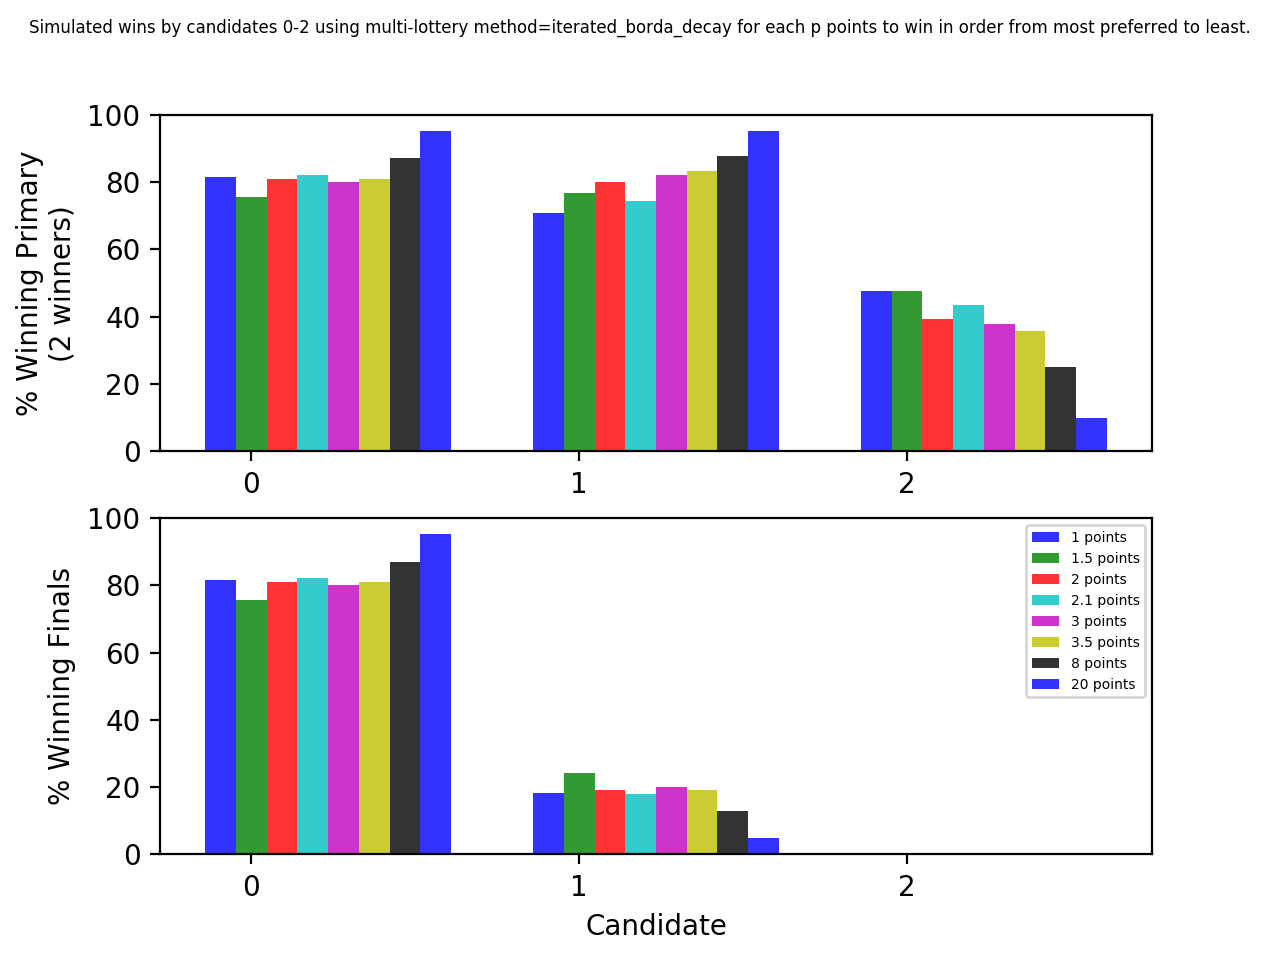 Simulated wins by candidates 0-2 using multi-lottery method=iterated_borda_decay for each p points to win in order from most preferred to least.
% Winning Primary
(2 winners)
100
80
60
40
20
0
0 1 2
% Winning Finals
100
80
60
40
20
0
1 points
1.5 points
2 points
2.1 points
3 points
3.5 points
8 points
20 points
0 1 2
Candidate